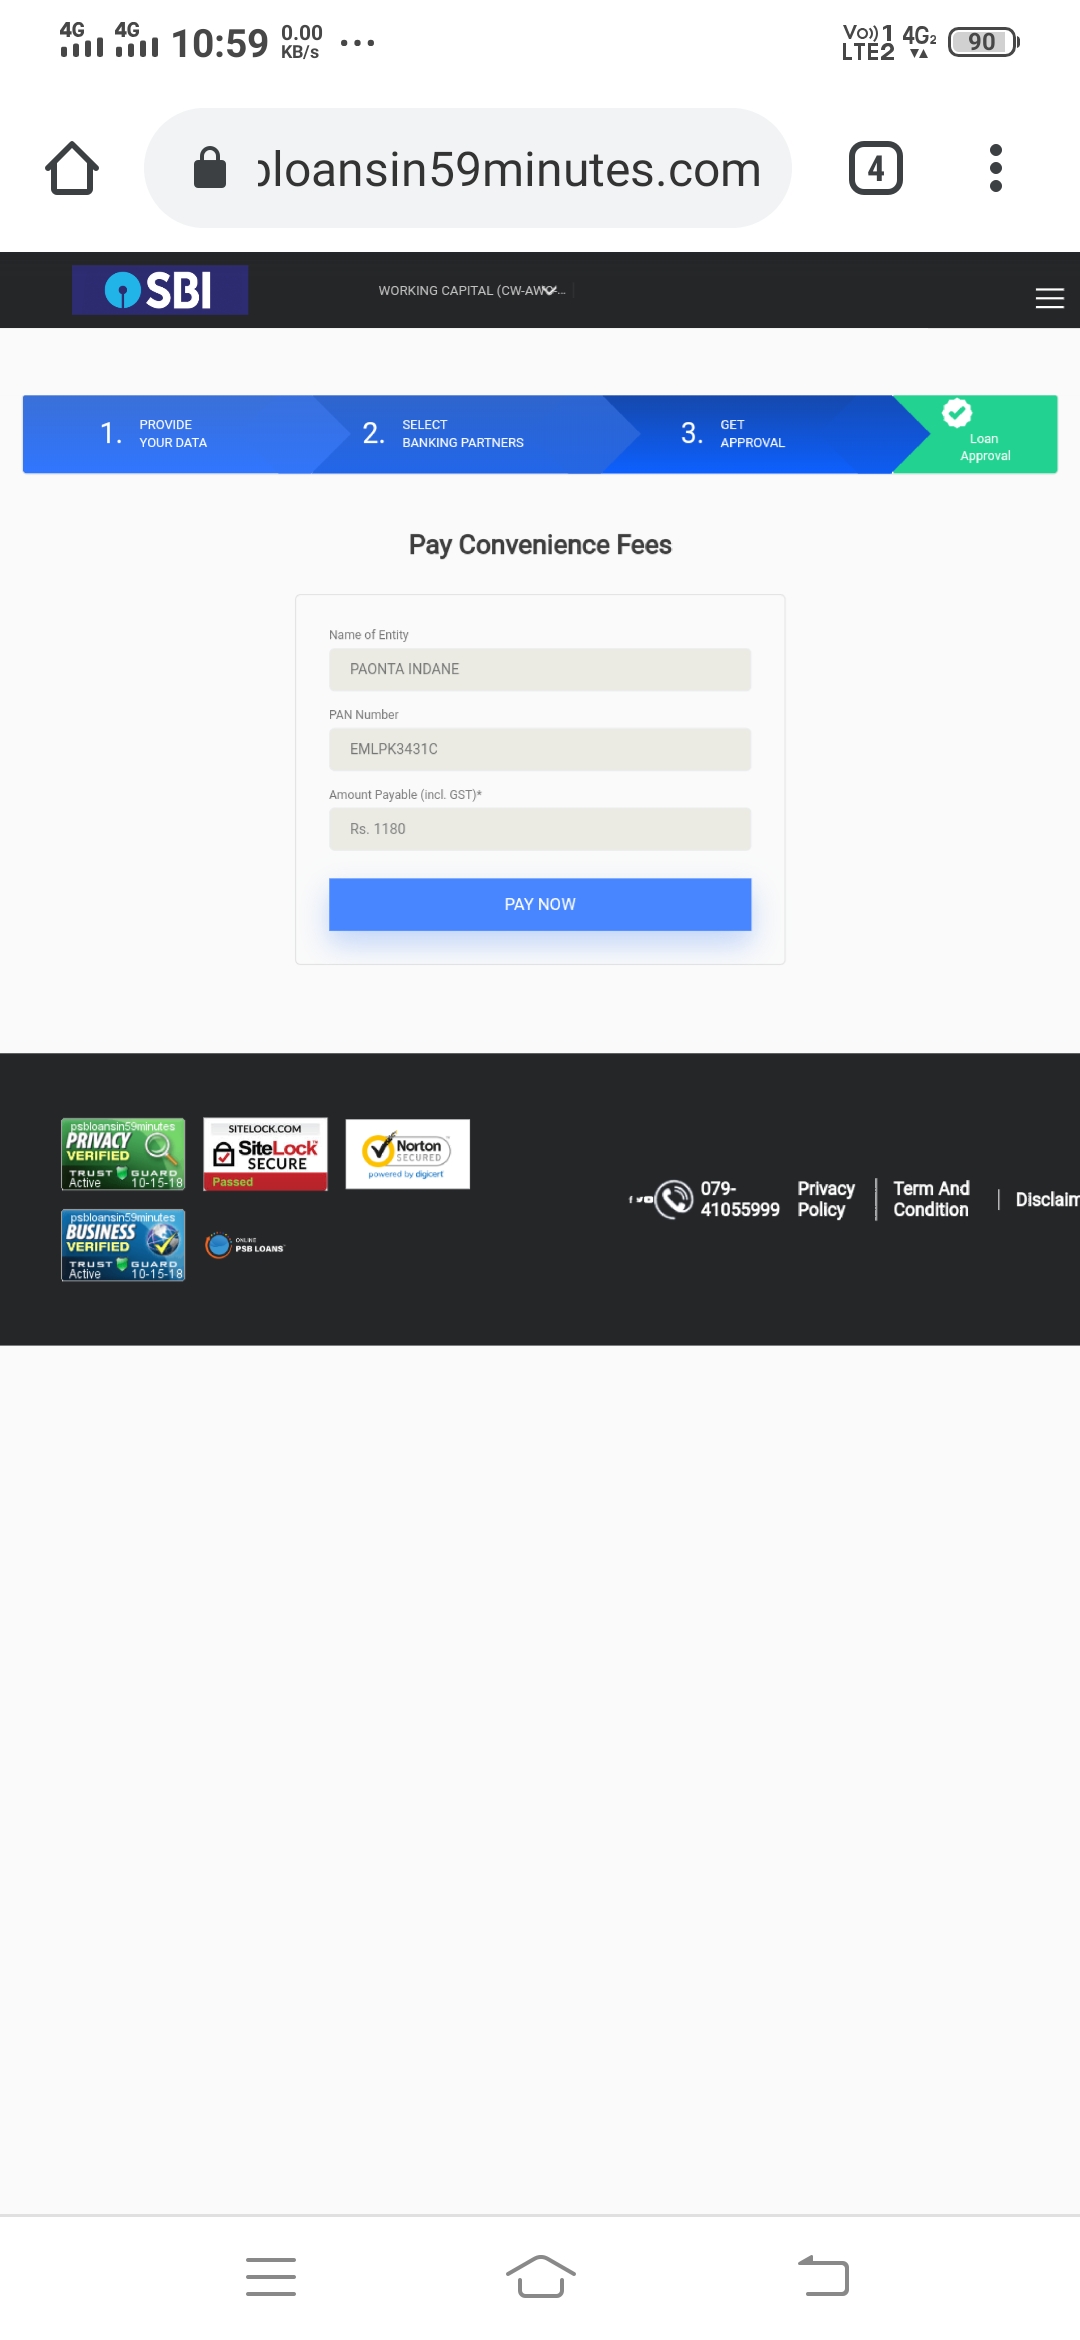 4G 4G 10:59 0.00 KB/s ... Vo)) 1 LTE2 4G2 90
bloansin59minutes.com 4
SBI WORKING CAPITAL (CW-AWO-...
1. PROVIDE YOUR DATA
2. SELECT BANKING PARTNERS
3. GET APPROVAL
Loan Approval
Pay Convenience Fees
Name of Entity
PAONTA INDANE
PAN Number
EMLPK3431C
Amount Payable (incl. GST)*
Rs. 1180
PAY NOW
psbloansin59minutes
PRIVACY
VERIFIED
TRUST GUARD
Active 10-15-18
SITELOCK.COM
SiteLock
SECURE
Passed
Norton
SECURED
powered by digicert
psbloansin59minutes
BUSINESS
VERIFIED
TRUST GUARD
Active 10-15-18
ONLINE
PSB LOANS
079-
41055999
Privacy
Policy
Term And
Condition
Disclaim